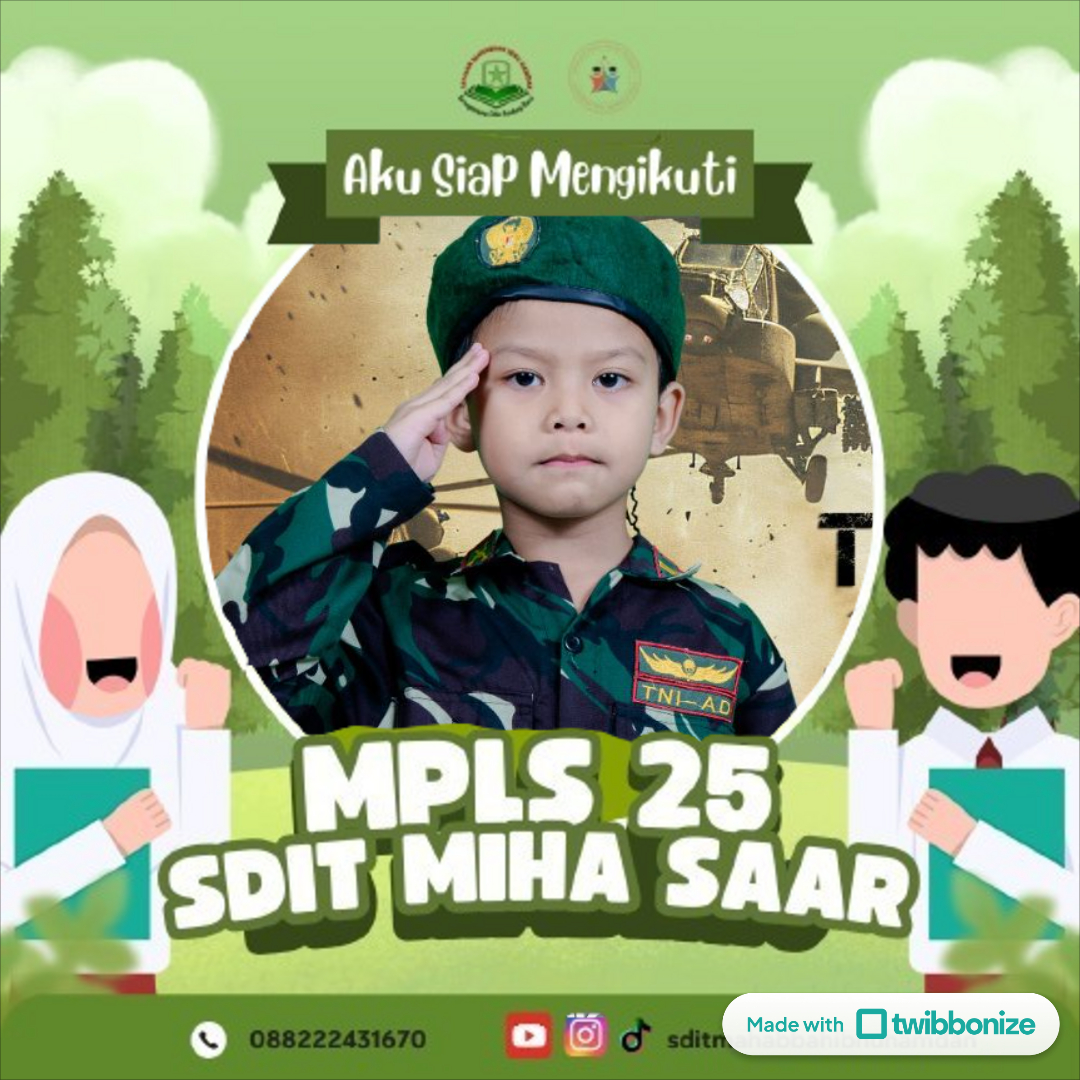 Aku Siap Mengikuti
TNI-AD
T
MPLS 25
SDIT MIHA SAAR
088222431670
Made with twibbonize